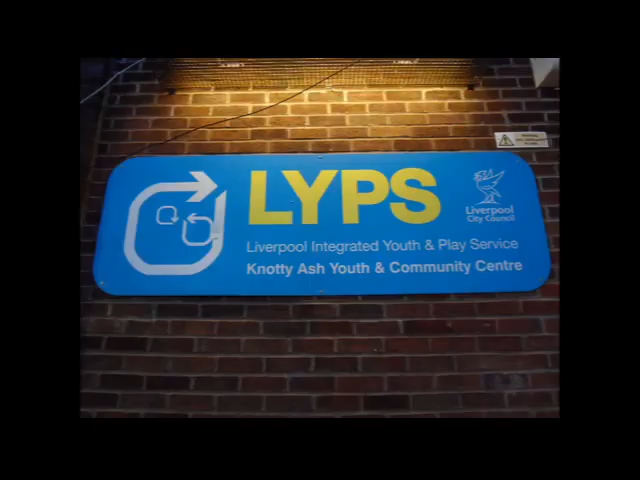 LYPS
Liverpool
City Council
Liverpool Integrated Youth & Play Service
Knotty Ash Youth & Community Centre